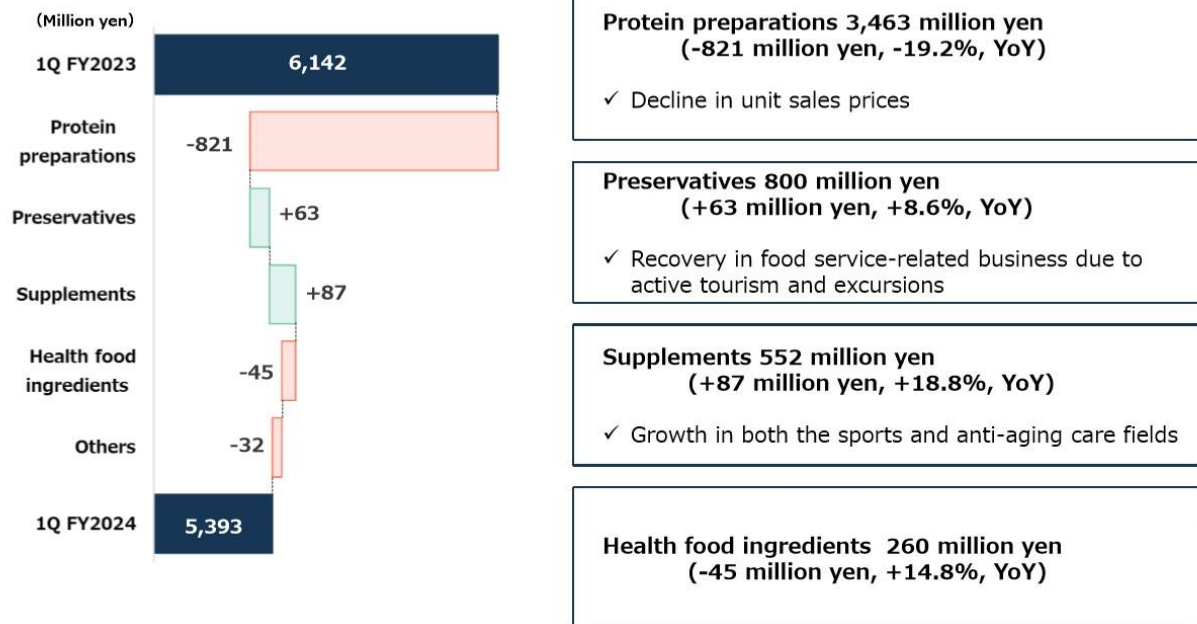 (Million yen)
1Q FY2023
6,142
Protein
preparations
-821
Preservatives
+63
Supplements
+87
Health food
ingredients
-45
Others
-32
1Q FY2024
5,393
Protein preparations 3,463 million yen
(-821 million yen, -19.2%, YoY)
✓ Decline in unit sales prices
Preservatives 800 million yen
(+63 million yen, +8.6%, YoY)
✓ Recovery in food service-related business due to
active tourism and excursions
Supplements 552 million yen
(+87 million yen, +18.8%, YoY)
✓ Growth in both the sports and anti-aging care fields
Health food ingredients 260 million yen
(-45 million yen, +14.8%, YoY)